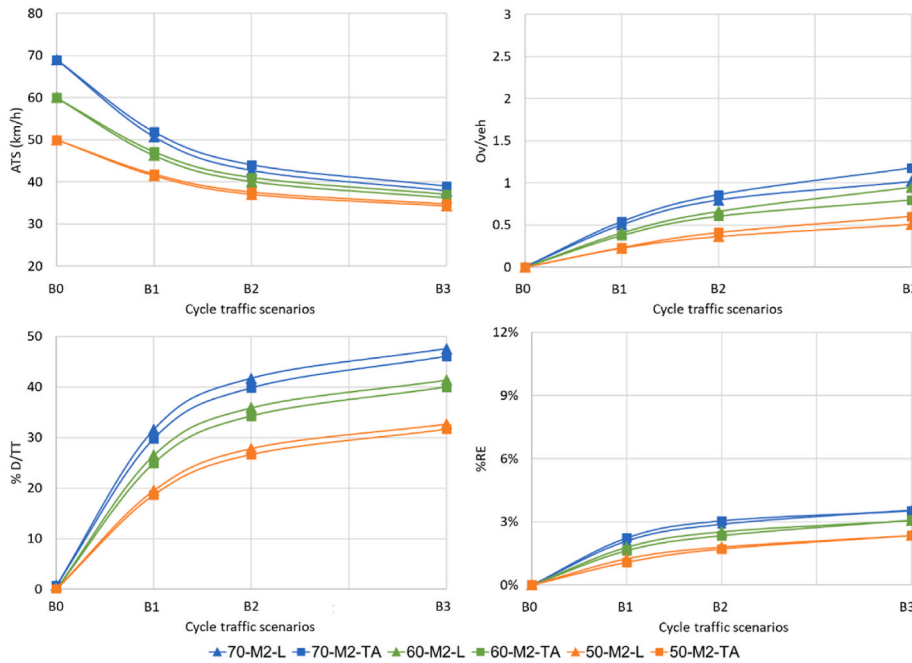 80
70
60
50
40
30
20
ATS (km/h)
B0 B1 B2 B3
Cycle traffic scenarios
3
2.5
2
1.5
1
0.5
0
Ov/veh
B0 B1 B2 B3
Cycle traffic scenarios
50
40
30
20
10
0
% D/TT
B0 B1 B2 B3
Cycle traffic scenarios
12%
9%
6%
3%
0%
%RE
B0 B1 B2 B3
Cycle traffic scenarios
70-M2-L 70-M2-TA 60-M2-L 60-M2-TA 50-M2-L 50-M2-TA